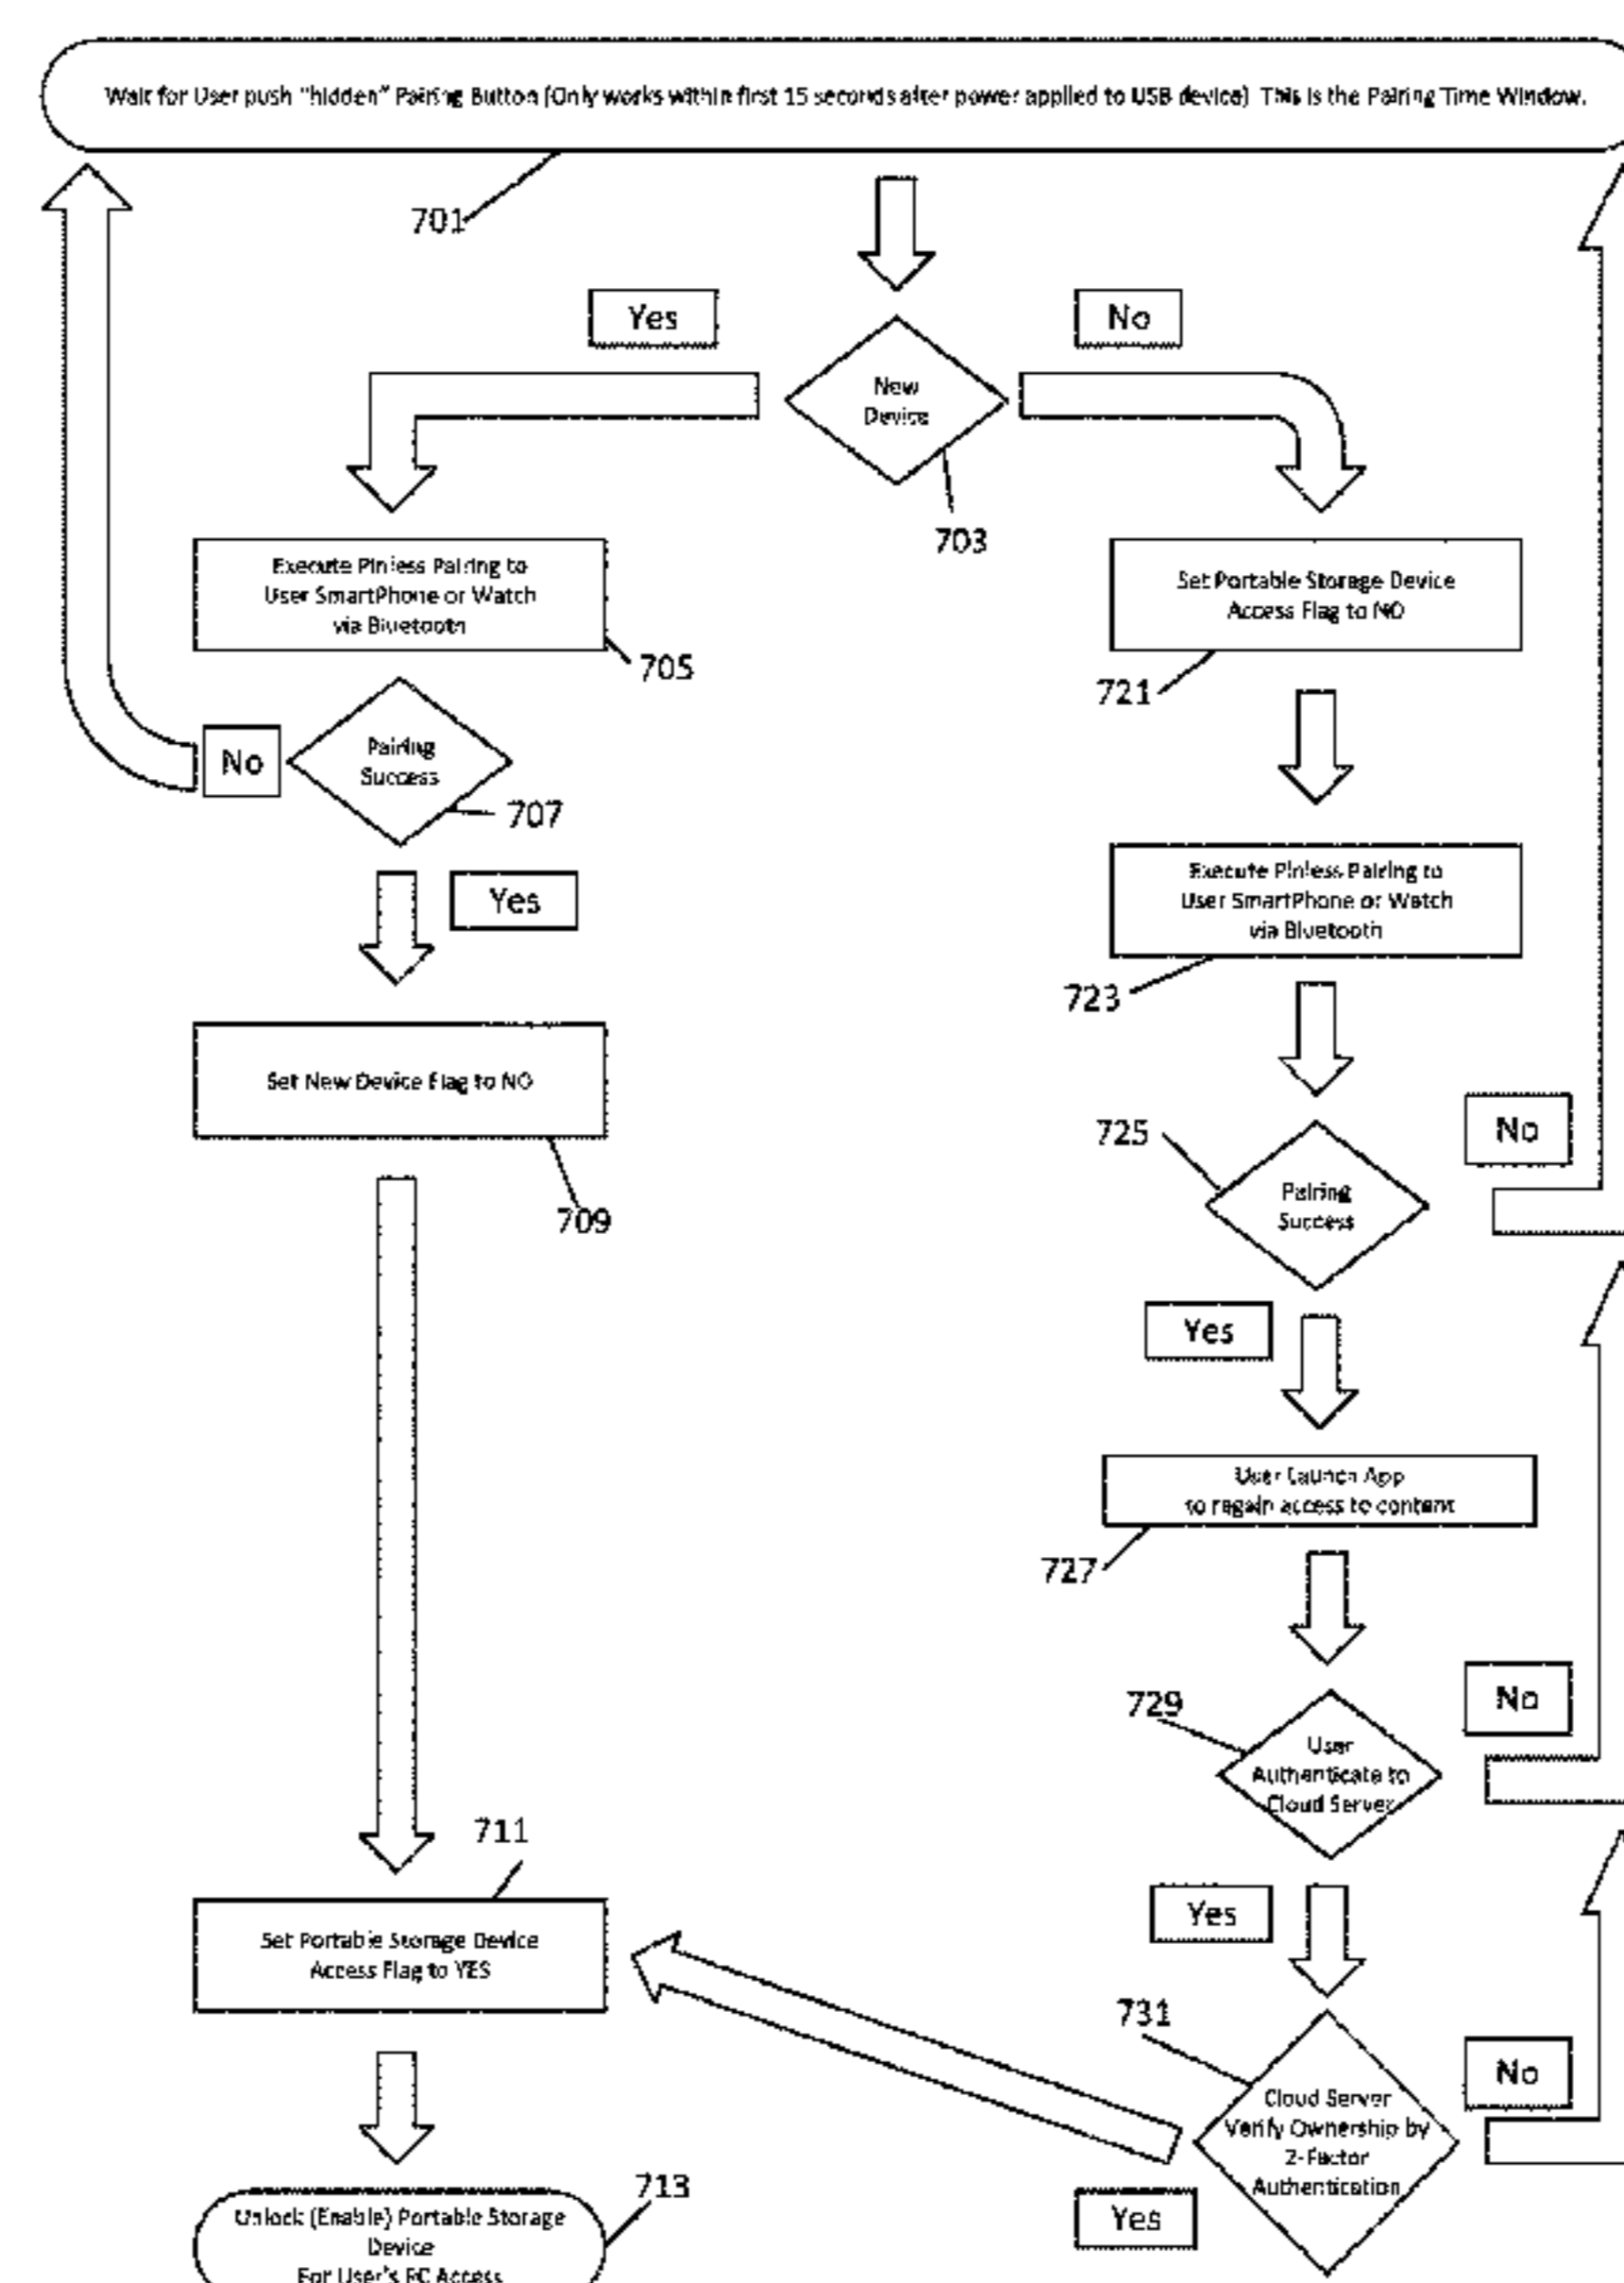 Wait for User push "hidden" Pairing Button (Only works within first 15 seconds after power applied to USB device) This is the Pairing Time Window.
701
Yes
No
New
Device
703
Execute Pinless Pairing to
User SmartPhone or Watch
via Bluetooth
705
Set Portable Storage Device
Access Flag to NO
721
No
Pairing
Success
707
Yes
Execute Pinless Pairing to
User SmartPhone or Watch
via Bluetooth
723
Set New Device Flag to NO
709
725
No
Pairing
Success
Yes
User Launch App
to regain access to content
727
729
No
User
Authenticate to
Cloud Server
711
Yes
Set Portable Storage Device
Access Flag to YES
731
No
Cloud Server
Verify Ownership by
2-Factor
Authentication
713
Yes
Unlock (Enable) Portable Storage
Device
For User's PC Access